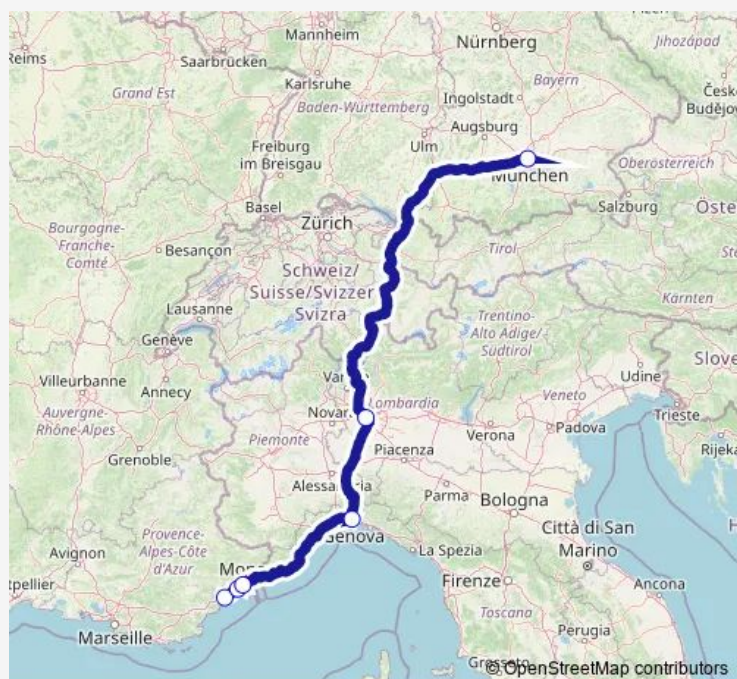 Mannheim
Nürnberg
Jihozápad
Reims
Saarbrücken
Karlsruhe
Bayern
Grand Est
Baden-Württemberg
Ingolstadt
Budějov
Augsburg
Freiburg
im Breisgau
Ulm
München
Oberösterreich
Salzburg
Basel
Zürich
Bourgogne-
Franche-
Comté
Besançon
Tirol
Schweiz/
Suisse/Svizzer
Svizra
Kärnten
Lausanne
Trentino-
Alto Adige/
Südtirol
Genève
Villeurbanne
Annecy
Udine
Auvergne-
Rhône-Alpes
Novara
Lombardia
Veneto
Trieste
Grenoble
Piemonte
Verona
Padova
Rijeka
Piacenza
Parma
Bologna
Genova
Provence-
Alpes-Côte
d'Azur
La Spezia
Città di San
Marino
Avignon
Firenze
Ancona
Marseille
Toscana
Perugia
Grosseto
© OpenStreetMap contributors